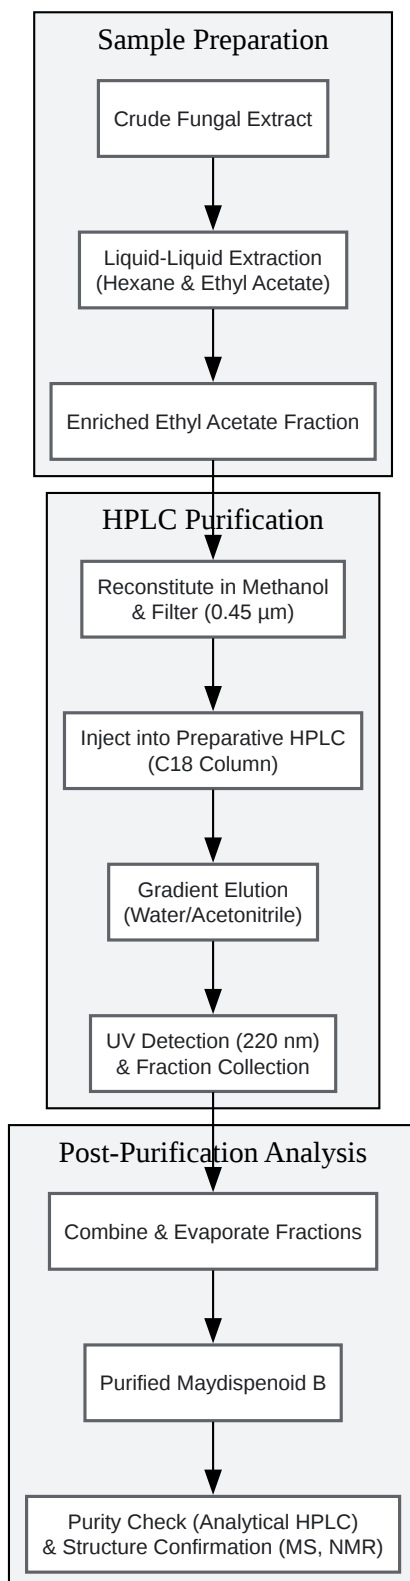 Sample Preparation
Crude Fungal Extract
Liquid-Liquid Extraction
(Hexane & Ethyl Acetate)
Enriched Ethyl Acetate Fraction
HPLC Purification
Reconstitute in Methanol
& Filter (0.45 µm)
Inject into Preparative HPLC
(C18 Column)
Gradient Elution
(Water/Acetonitrile)
UV Detection (220 nm)
& Fraction Collection
Post-Purification Analysis
Combine & Evaporate Fractions
Purified Maydispenoid B
Purity Check (Analytical HPLC)
& Structure Confirmation (MS, NMR)